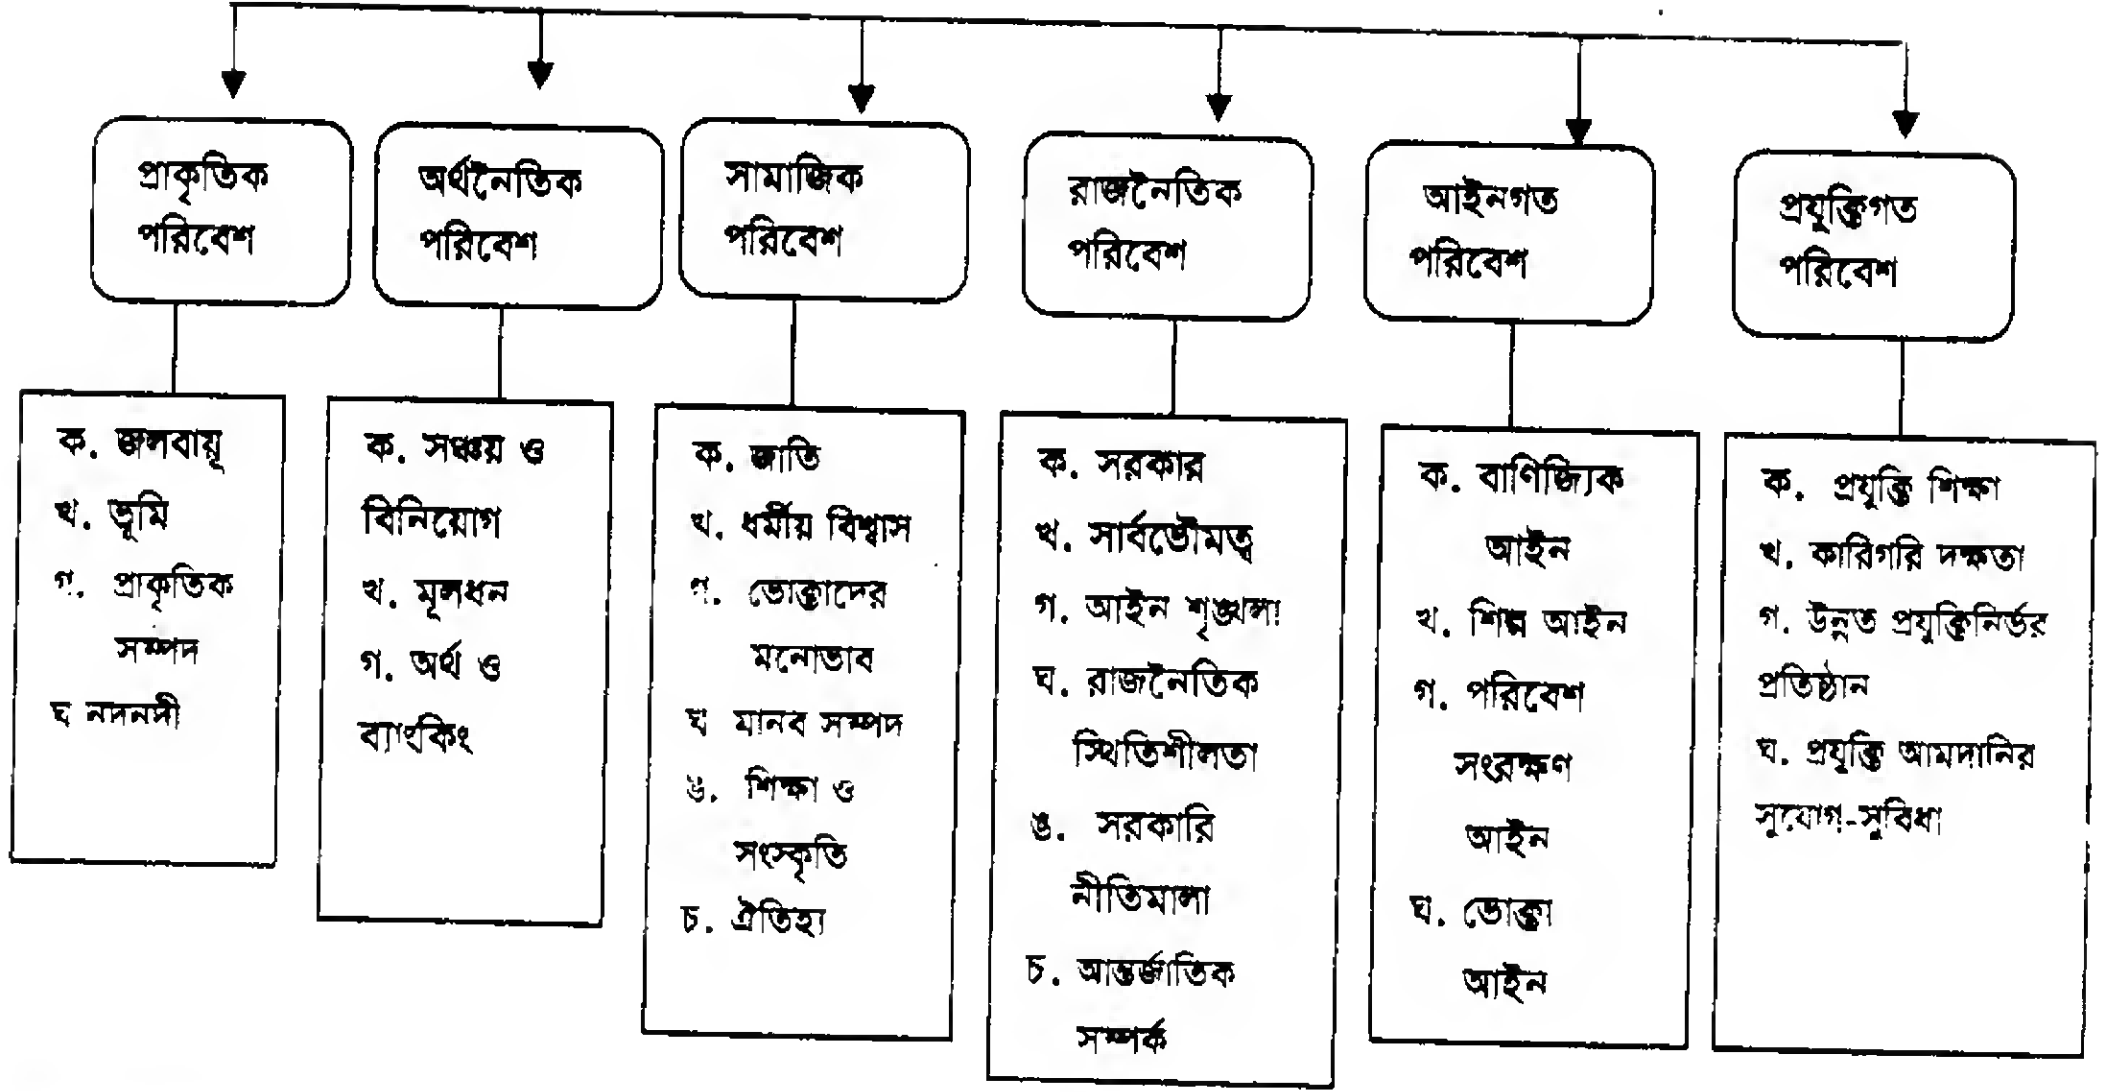 প্রাকৃতিক
পরিবেশ
অর্থনৈতিক
পরিবেশ
সামাজিক
পরিবেশ
রাজনৈতিক
পরিবেশ
আইনগত
পরিবেশ
প্রযুক্তিগত
পরিবেশ
ক. জলবায়ূ
খ. ভূমি
গ. প্রাকৃতিক
সম্পদ
ঘ নদনদী
ক. সঞ্চয় ও
বিনিয়োগ
খ. মূলধন
গ. অর্থ ও
ব্যাংকিং
ক. জাতি
খ. ধর্মীয় বিশ্বাস
গ. ভোক্তাদের
মনোভাব
ঘ মানব সম্পদ
ঙ. শিক্ষা ও
সংস্কৃতি
চ. ঐতিহ্য
ক. সরকার
খ. সার্বভৌমত্ব
গ. আইন শৃঙ্খলা
ঘ. রাজনৈতিক
স্থিতিশীলতা
ঙ. সরকারি
নীতিমালা
চ. আন্তর্জাতিক
সম্পর্ক
ক. বাণিজ্যিক
আইন
খ. শিল্প আইন
গ. পরিবেশ
সংরক্ষণ
আইন
ঘ. ভোক্তা
আইন
ক. প্রযুক্তি শিক্ষা
খ. কারিগরি দক্ষতা
গ. উন্নত প্রযুক্তিনির্ভর
প্রতিষ্ঠান
ঘ. প্রযুক্তি আমদানির
সুযোগ-সুবিধা